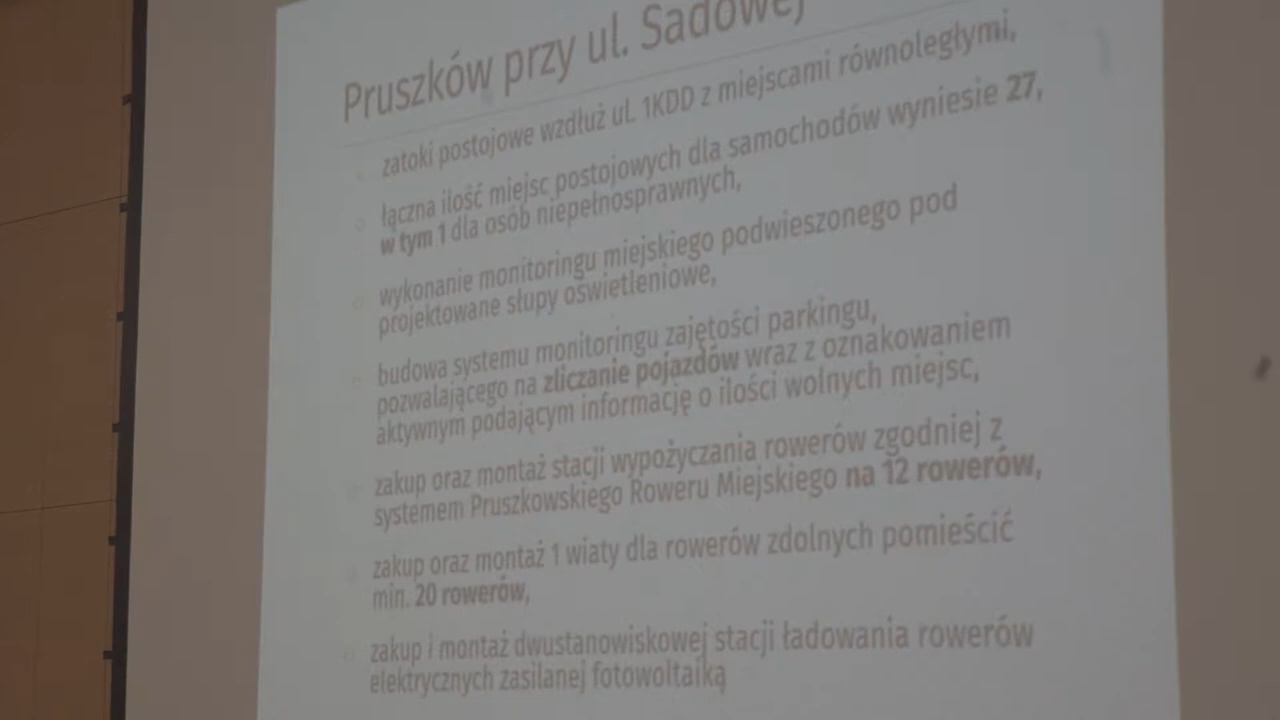 Pruszków przy ul. Sadowej
zatoki postojowe wzdłuż ul. 1KDD z miejscami równoległymi,
łączna ilość miejsc postojowych dla samochodów wyniesie 27,
w tym 1 dla osób niepełnosprawnych,
wykonanie monitoringu miejskiego podwieszonego pod
projektowane słupy oświetleniowe,
budowa systemu monitoringu zajętości parkingu,
pozwalającego na zliczanie pojazdów wraz z oznakowaniem
aktywnym podającym informację o ilości wolnych miejsc,
zakup oraz montaż stacji wypożyczania rowerów zgodniej z
systemem Pruszkowskiego Roweru Miejskiego na 12 rowerów,
zakup oraz montaż 1 wiaty dla rowerów zdolnych pomieścić
min. 20 rowerów,
zakup i montaż dwustanowiskowej stacji ładowania rowerów
elektrycznych zasilanej fotowoltaiką